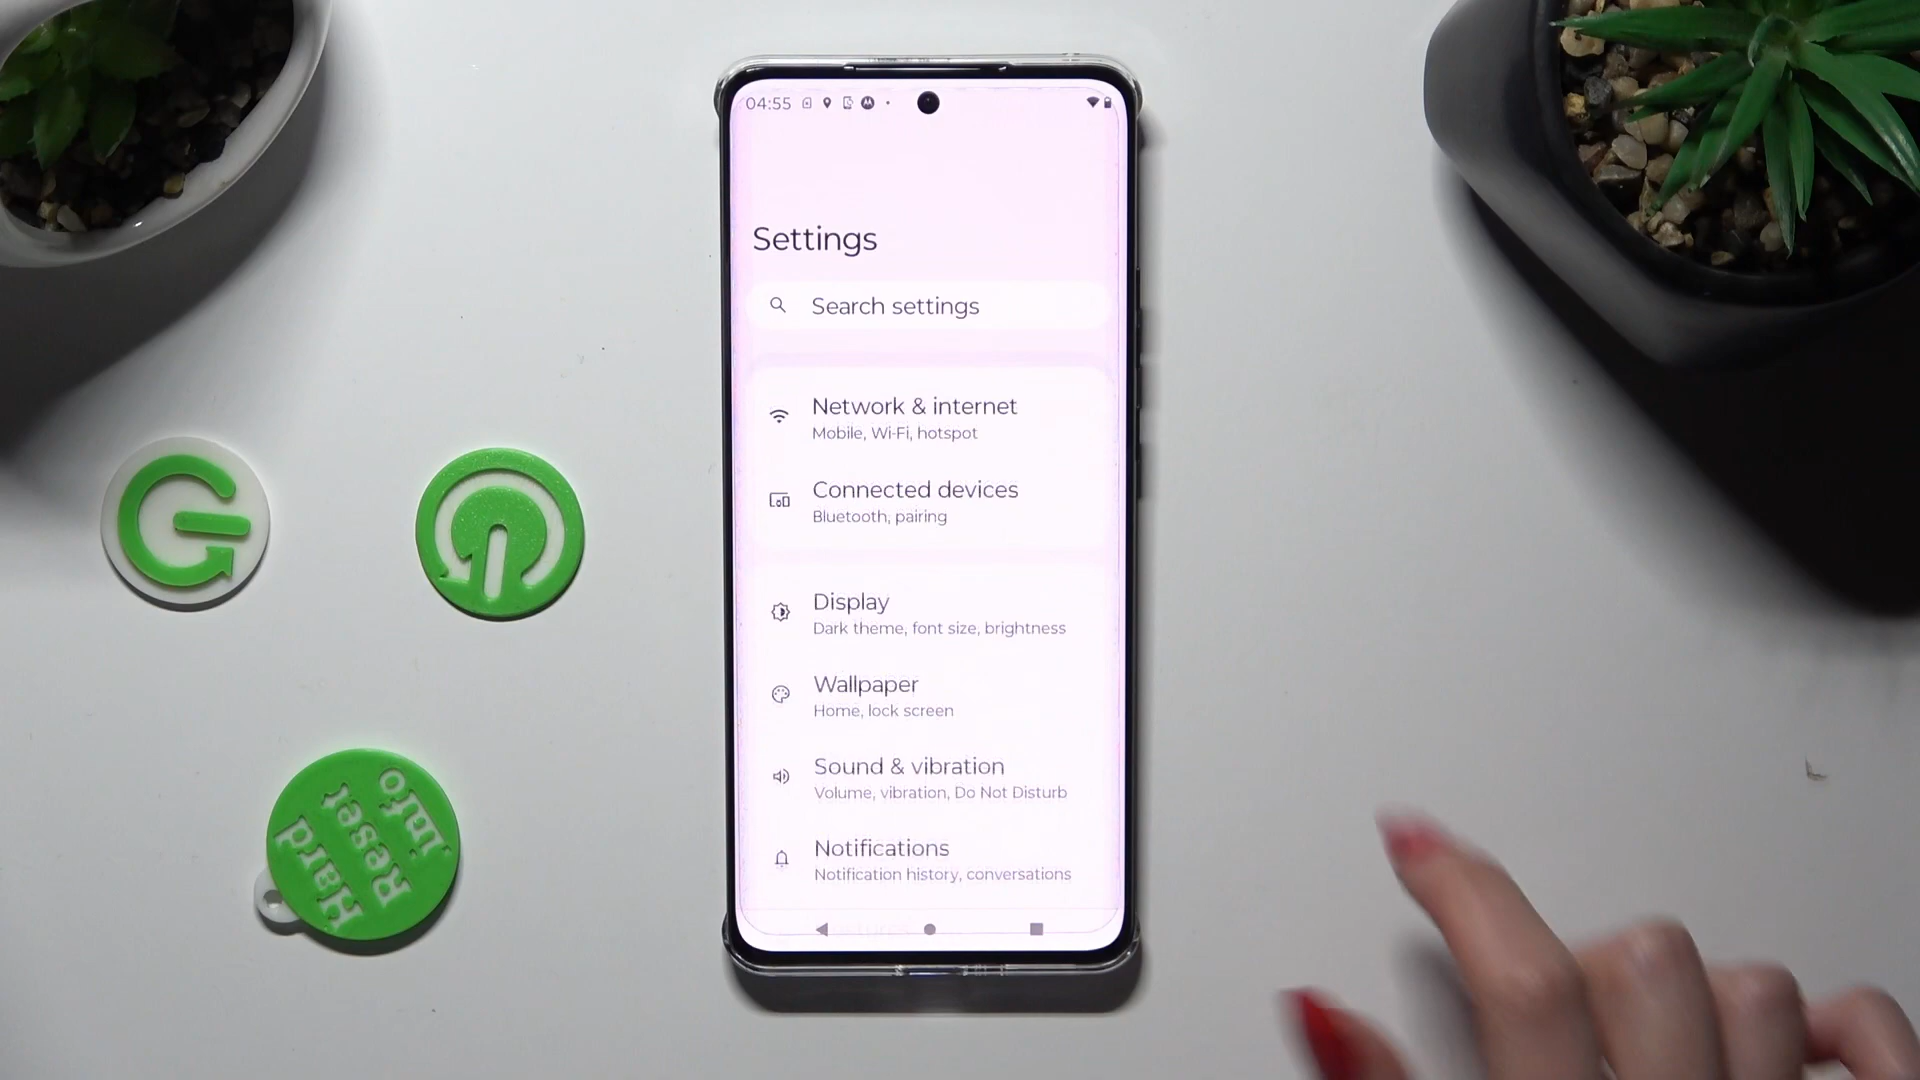 04:55
Settings
Search settings
Network & internet
Mobile, Wi-Fi, hotspot
Connected devices
Bluetooth, pairing
Display
Dark theme, font size, brightness
Wallpaper
Home, lock screen
Sound & vibration
Volume, vibration, Do Not Disturb
Notifications
Notification history, conversations
Hard
Reset
Info